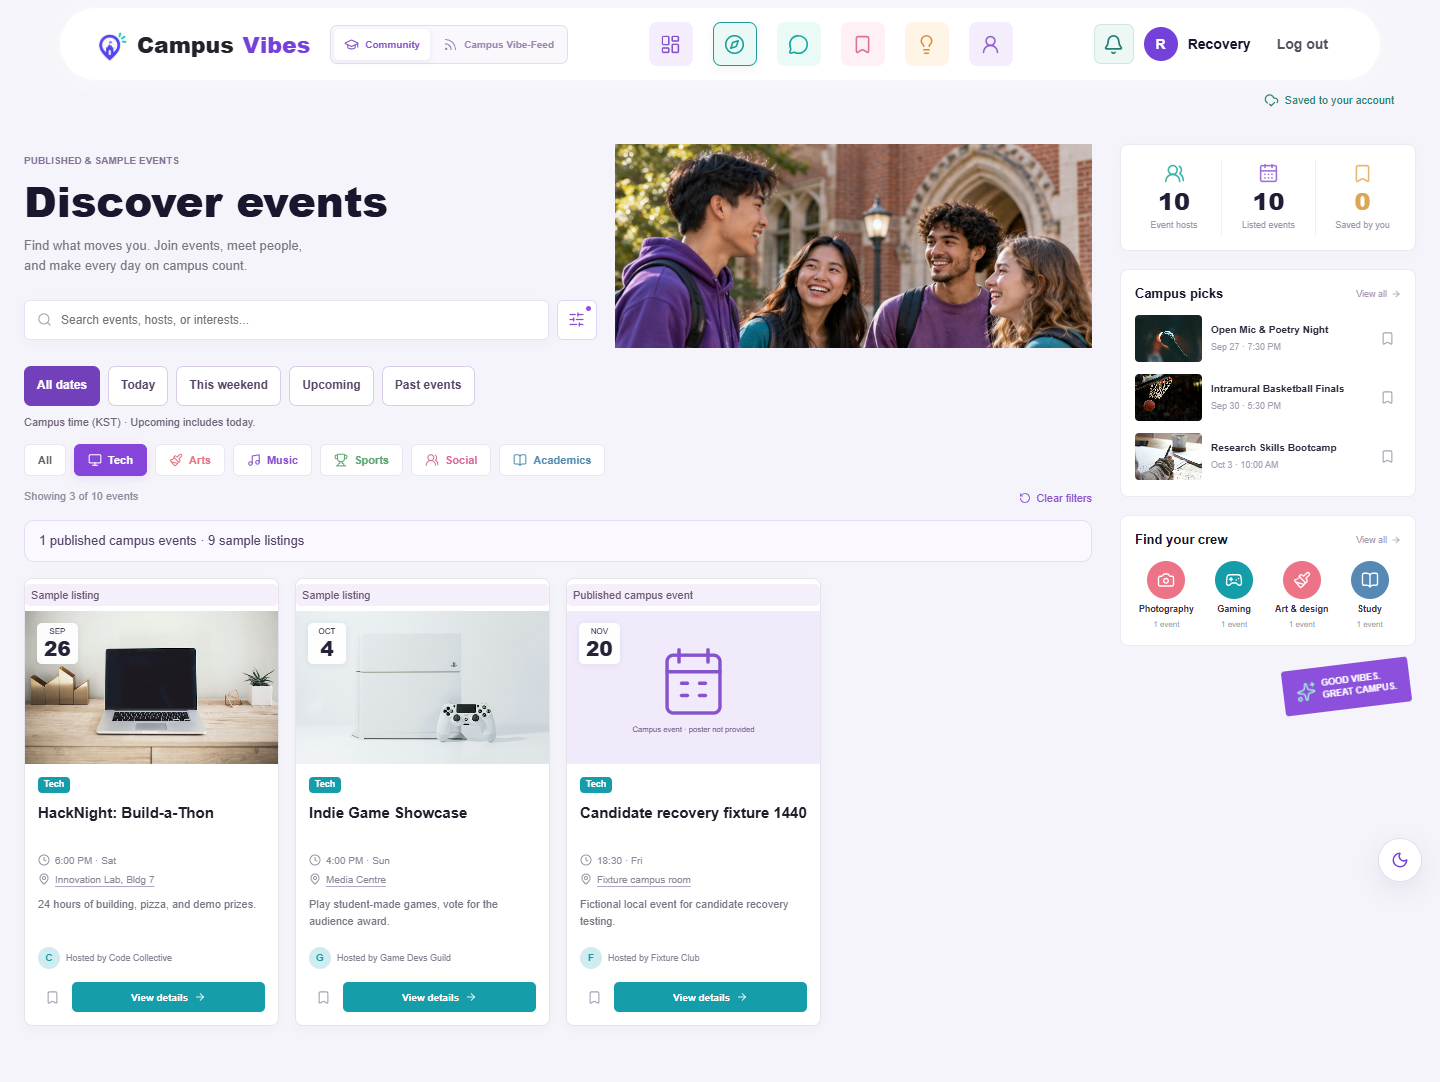 Campus Vibes
Community
Campus Vibe-Feed
R
Recovery
Log out
Saved to your account
PUBLISHED & SAMPLE EVENTS
Discover events
Find what moves you. Join events, meet people,
and make every day on campus count.
Search events, hosts, or interests...
All dates
Today
This weekend
Upcoming
Past events
Campus time (KST) · Upcoming includes today.
All
Tech
Arts
Music
Sports
Social
Academics
Showing 3 of 10 events
Clear filters
1 published campus events · 9 sample listings
Sample listing
SEP
26
Tech
HackNight: Build-a-Thon
6:00 PM · Sat
Innovation Lab, Bldg 7
24 hours of building, pizza, and demo prizes.
C
Hosted by Code Collective
View details
Sample listing
OCT
4
Tech
Indie Game Showcase
4:00 PM · Sun
Media Centre
Play student-made games, vote for the
audience award.
G
Hosted by Game Devs Guild
View details
Published campus event
NOV
20
Campus event · poster not provided
Tech
Candidate recovery fixture 1440
18:30 · Fri
Fixture campus room
Fictional local event for candidate recovery
testing.
F
Hosted by Fixture Club
View details
10
Event hosts
10
Listed events
0
Saved by you
Campus picks
View all
Open Mic & Poetry Night
Sep 27 · 7:30 PM
Intramural Basketball Finals
Sep 30 · 5:30 PM
Research Skills Bootcamp
Oct 3 · 10:00 AM
Find your crew
View all
Photography
1 event
Gaming
1 event
Art & design
1 event
Study
1 event
GOOD VIBES.
GREAT CAMPUS.